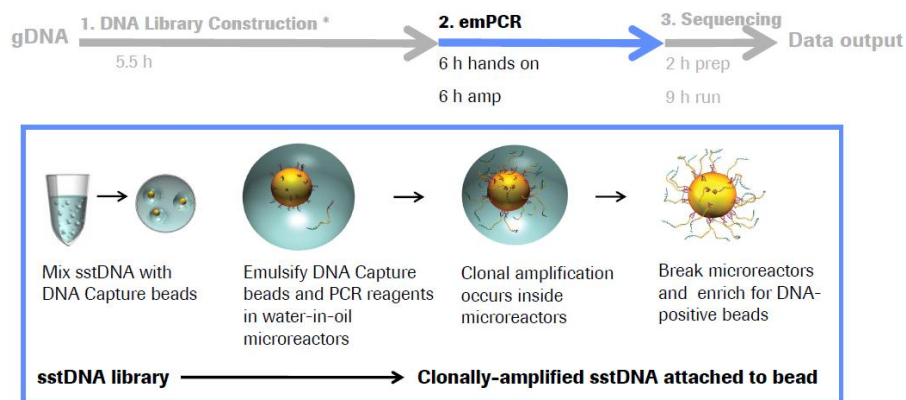 gDNA
1. DNA Library Construction *
5.5 h
2. emPCR
6 h hands on
6 h amp
3. Sequencing
2 h prep
9 h run
Data output
Mix sstDNA with
DNA Capture beads
Emulsify DNA Capture
beads and PCR reagents
in water-in-oil
microreactors
Clonal amplification
occurs inside
microreactors
Break microreactors
and enrich for DNA-
positive beads
sstDNA library
Clonally-amplified sstDNA attached to bead